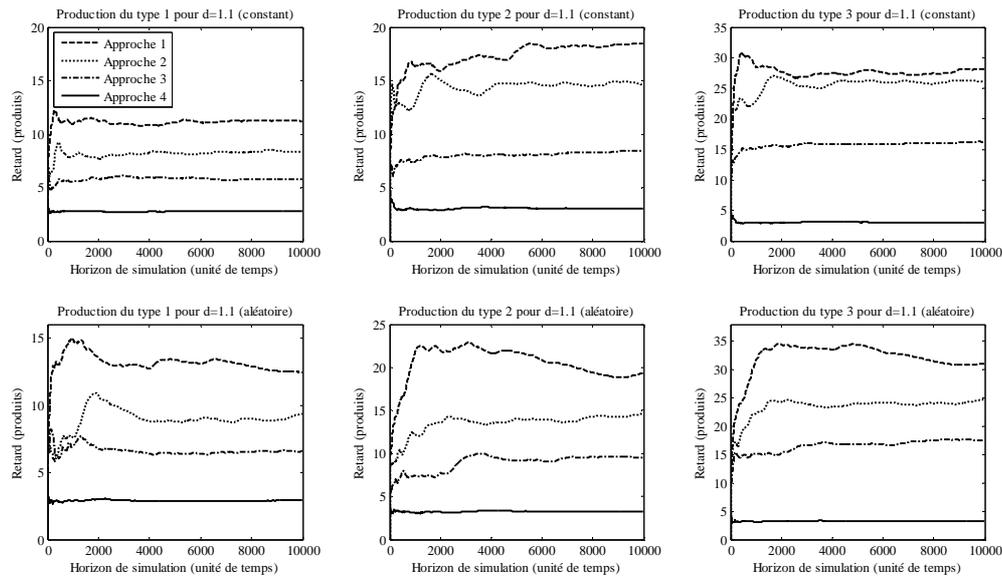 Production du type 1 pour d=1.1 (constant)
20
15
10
5
0
Retard (produits)
Approche 1
Approche 2
Approche 3
Approche 4
0 2000 4000 6000 8000 10000
Horizon de simulation (unité de temps)
Production du type 2 pour d=1.1 (constant)
20
15
10
5
0
Retard (produits)
0 2000 4000 6000 8000 10000
Horizon de simulation (unité de temps)
Production du type 3 pour d=1.1 (constant)
35
30
25
20
15
10
5
0
Retard (produits)
0 2000 4000 6000 8000 10000
Horizon de simulation (unité de temps)
Production du type 1 pour d=1.1 (aléatoire)
15
10
5
0
Retard (produits)
0 2000 4000 6000 8000 10000
Horizon de simulation (unité de temps)
Production du type 2 pour d=1.1 (aléatoire)
25
20
15
10
5
0
Retard (produits)
0 2000 4000 6000 8000 10000
Horizon de simulation (unité de temps)
Production du type 3 pour d=1.1 (aléatoire)
35
30
25
20
15
10
5
0
Retard (produits)
0 2000 4000 6000 8000 10000
Horizon de simulation (unité de temps)